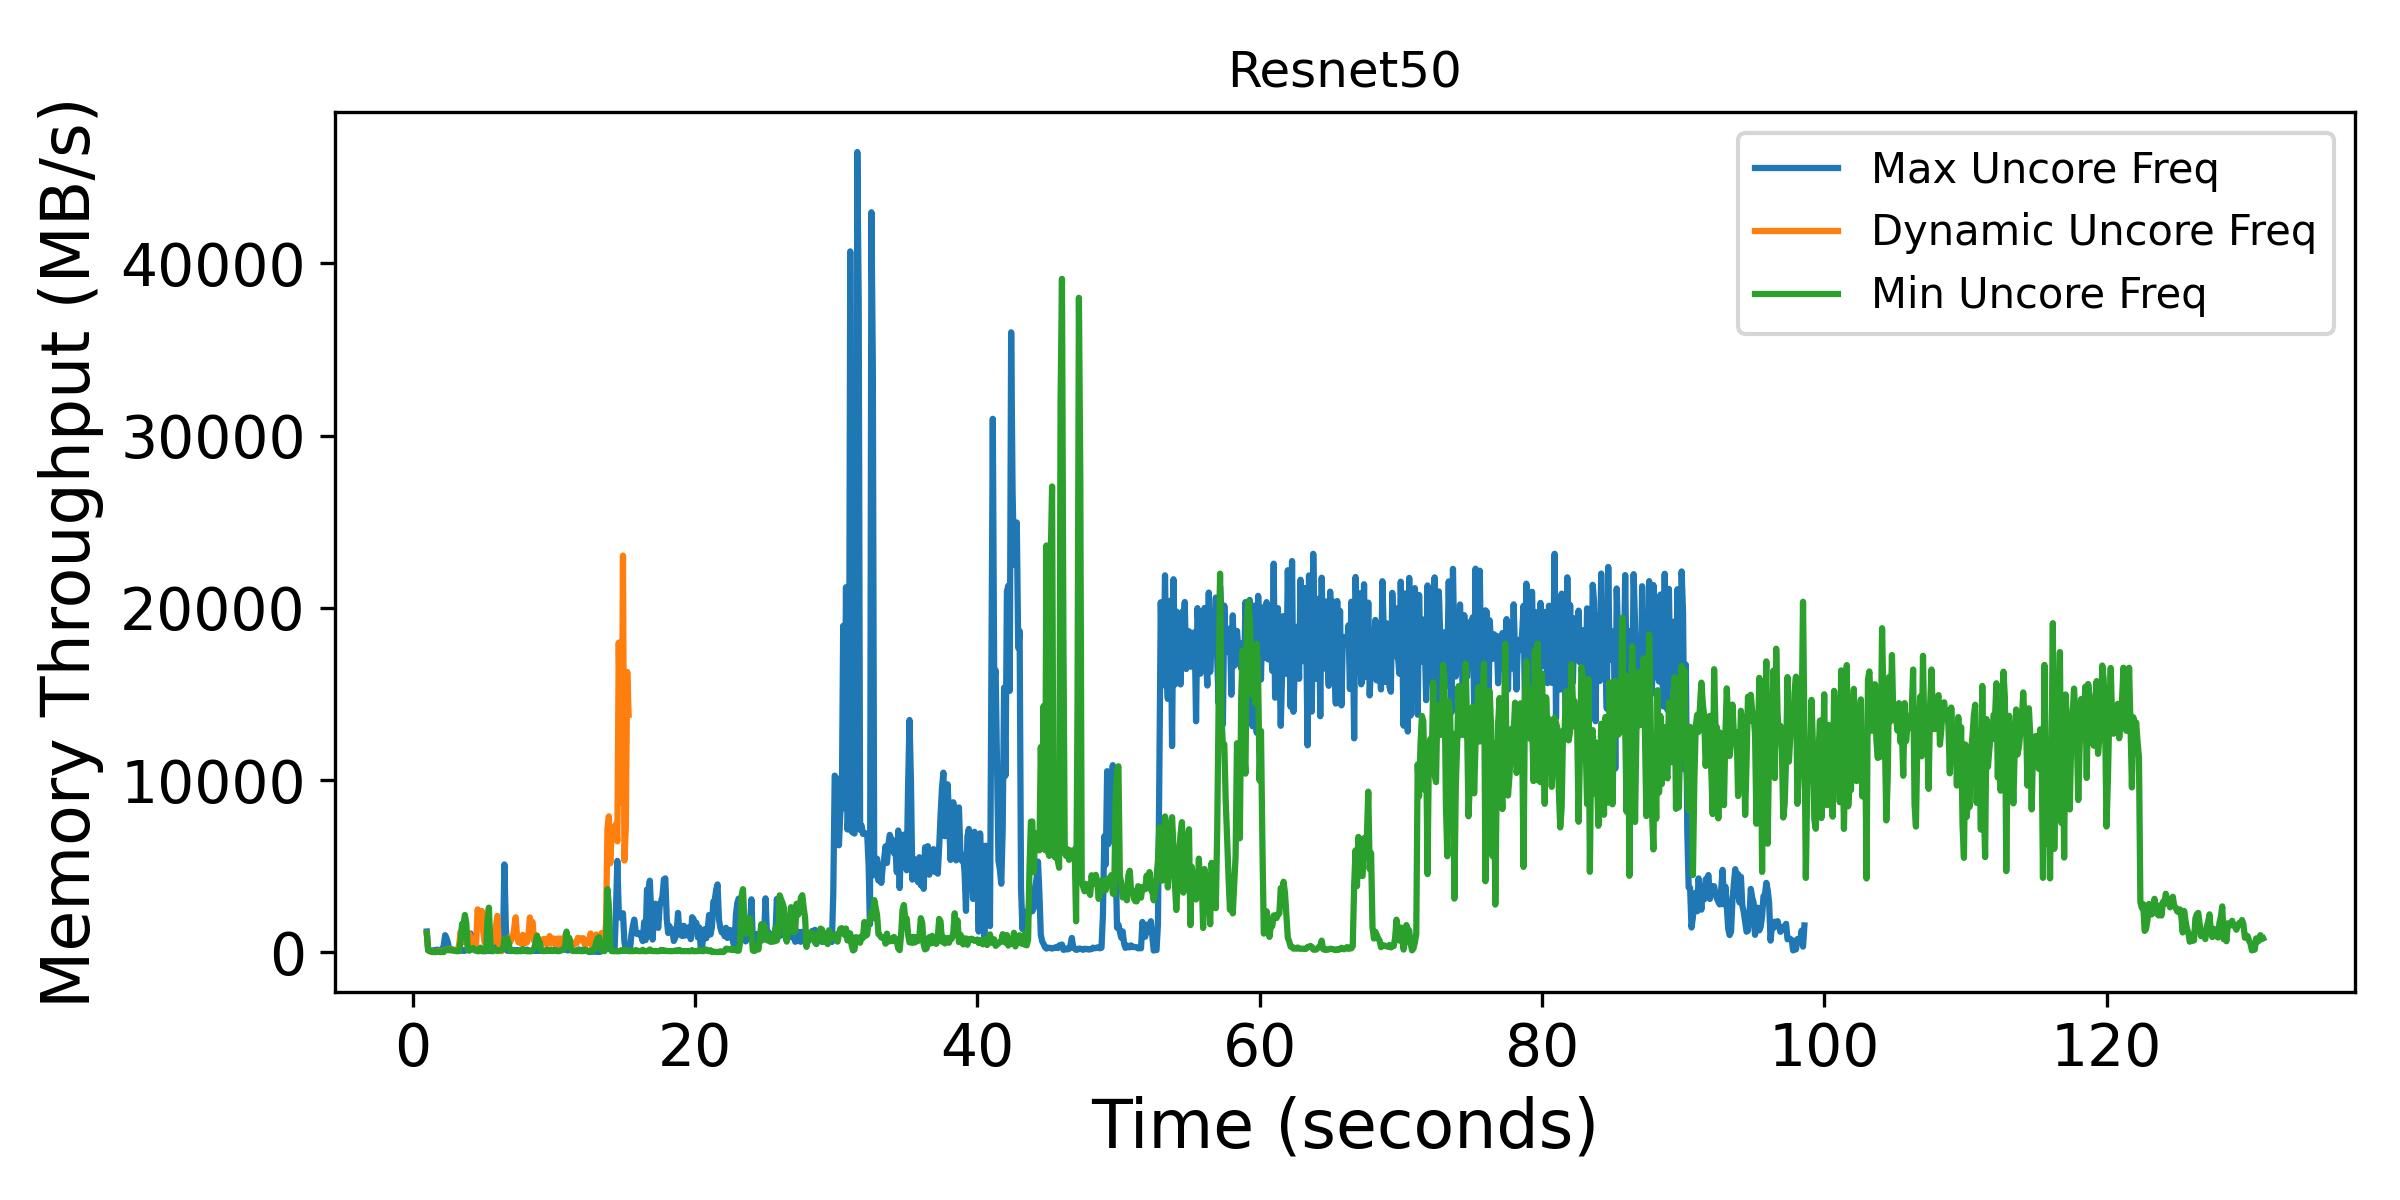 Resnet50
Max Uncore Freq
Dynamic Uncore Freq
Min Uncore Freq
Memory Throughput (MB/s)
40000
30000
20000
10000
0
0 20 40 60 80 100 120
Time (seconds)